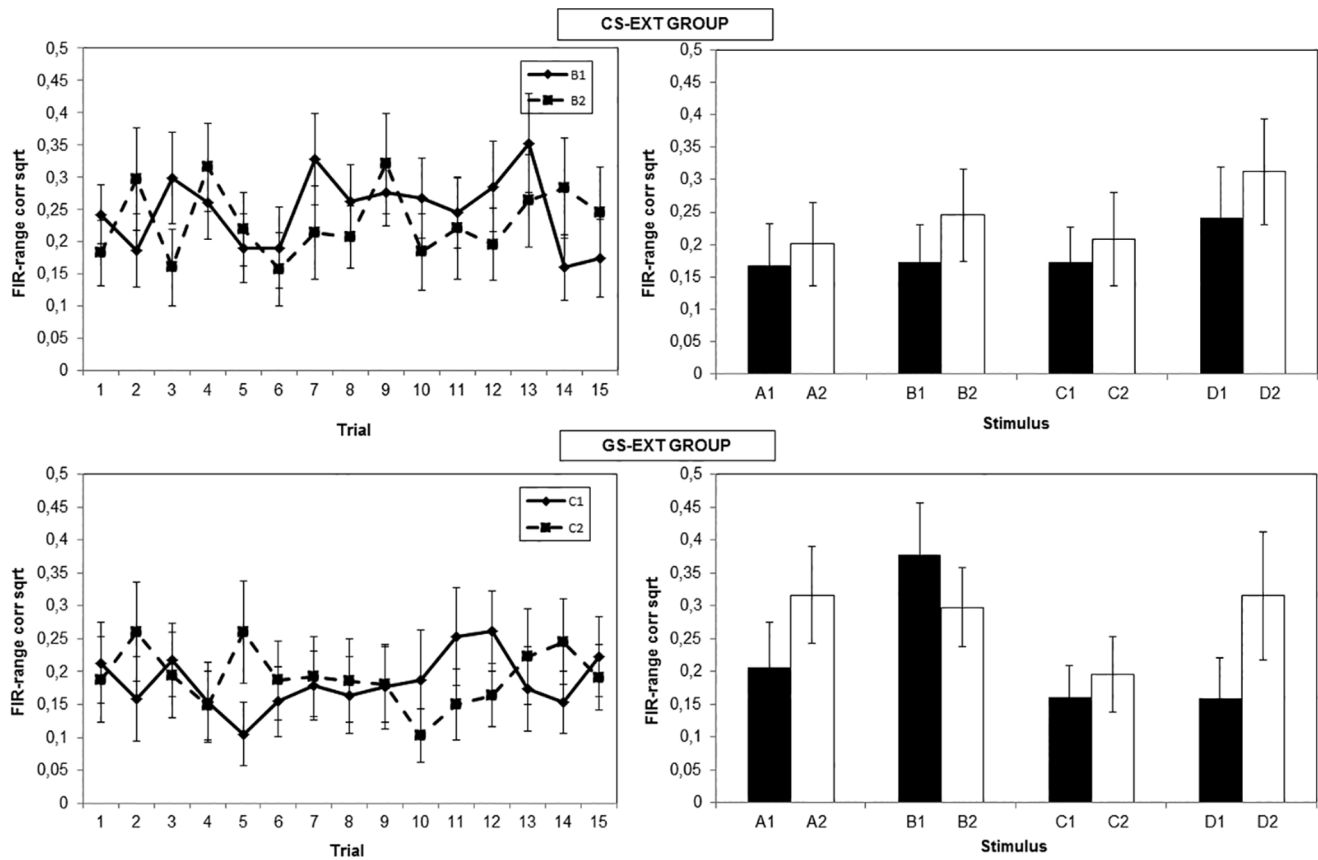 CS-EXT GROUP
0,5
0,45
0,4
0,35
0,3
0,25
0,2
0,15
0,1
0,05
0
FIR-range corr sqrt
B1
B2
1 2 3 4 5 6 7 8 9 10 11 12 13 14 15
Trial
0,5
0,45
0,4
0,35
0,3
0,25
0,2
0,15
0,1
0,05
0
FIR-range corr sqrt
A1 A2 B1 B2 C1 C2 D1 D2
Stimulus
GS-EXT GROUP
0,5
0,45
0,4
0,35
0,3
0,25
0,2
0,15
0,1
0,05
0
FIR-range corr sqrt
C1
C2
1 2 3 4 5 6 7 8 9 10 11 12 13 14 15
Trial
0,5
0,45
0,4
0,35
0,3
0,25
0,2
0,15
0,1
0,05
0
FIR-range corr sqrt
A1 A2 B1 B2 C1 C2 D1 D2
Stimulus